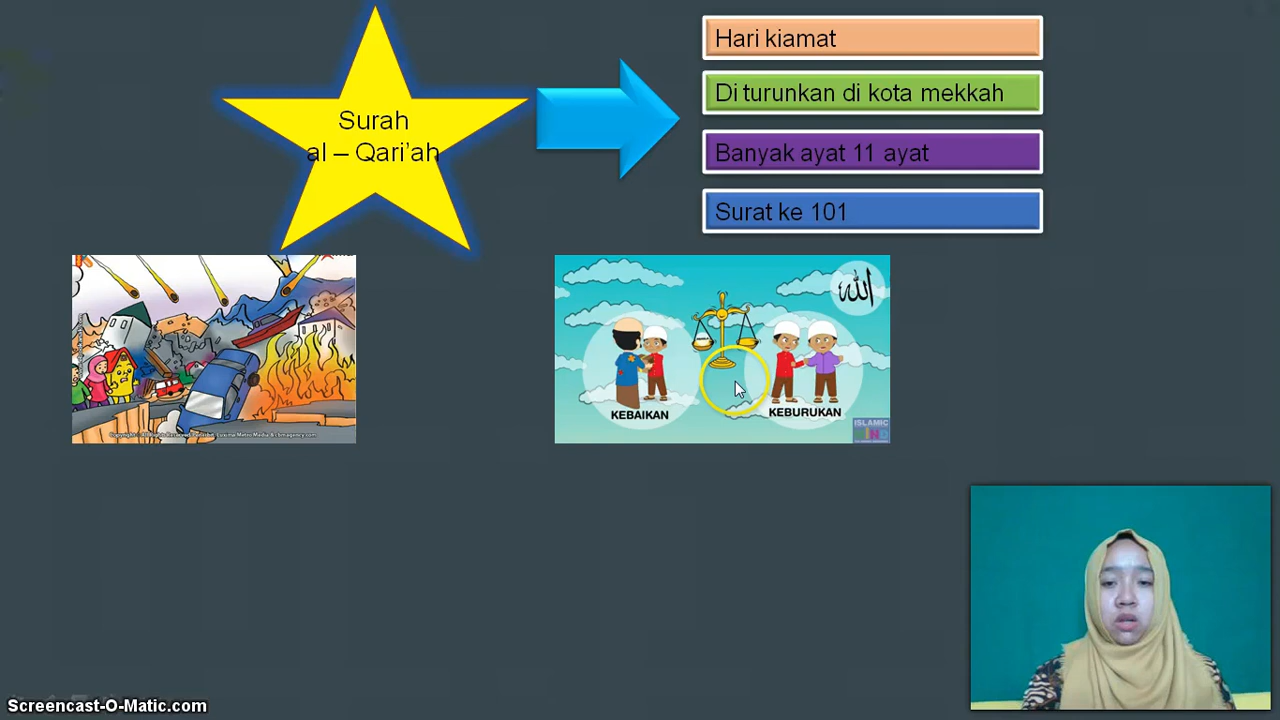 Surah
al – Qari'ah
Hari kiamat
Di turunkan di kota mekkah
Banyak ayat 11 ayat
Surat ke 101
الله
KEBAIKAN
KEBURUKAN
ISLAMIC
Screencast-O-Matic.com